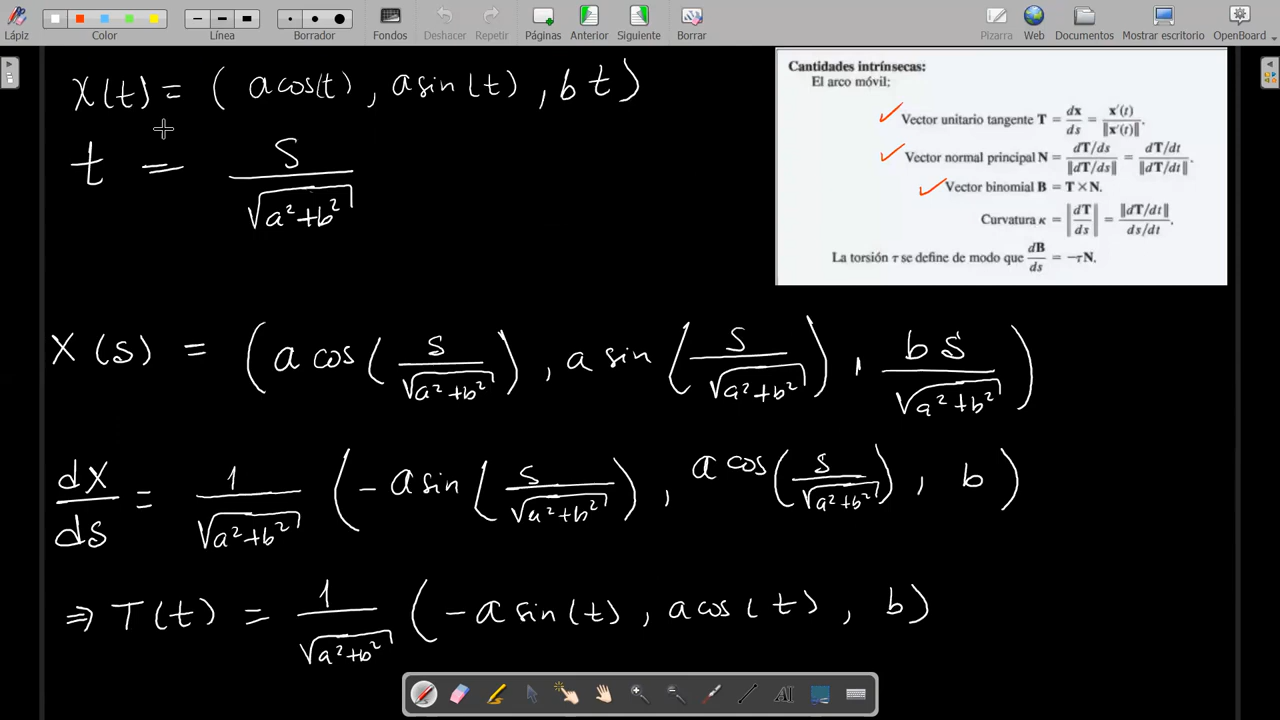 Lápiz Color Línea Borrador Fondos Deshacer Repetir Páginas Anterior Siguiente Borrar Pizarra Web Documentos Mostrar escritorio OpenBoard
X(t) = ( a cos(t) , a sin(t) , b t )
t = s / √(a²+b²)
Cantidades intrínsecas:
El arco móvil;
Vector unitario tangente T = dx/ds = x'(t)/‖x'(t)‖.
Vector normal principal N = (dT/ds)/‖dT/ds‖ = (dT/dt)/‖dT/dt‖.
Vector binomial B = T × N.
Curvatura κ = ‖dT/ds‖ = ‖dT/dt‖/(ds/dt).
La torsión τ se define de modo que dB/ds = −τN.
X(s) = ( a cos( s/√(a²+b²) ) , a sin( s/√(a²+b²) ) , b s/√(a²+b²) )
dX/ds = 1/√(a²+b²) ( − a sin( s/√(a²+b²) ) , a cos( s/√(a²+b²) ) , b )
⇒ T(t) = 1/√(a²+b²) ( − a sin(t) , a cos(t) , b )
AI